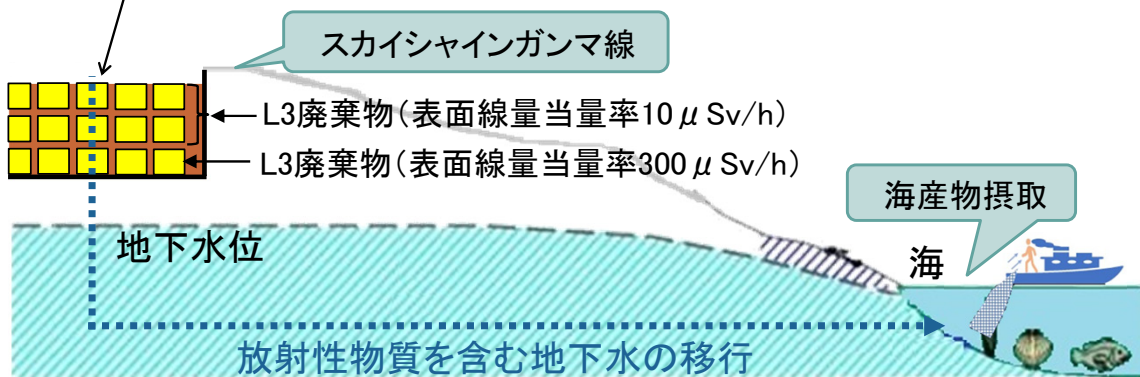 スカイシャインガンマ線
L3廃棄物(表面線量当量率10μSv/h)
L3廃棄物(表面線量当量率300μSv/h)
海産物摂取
地下水位
海
放射性物質を含む地下水の移行